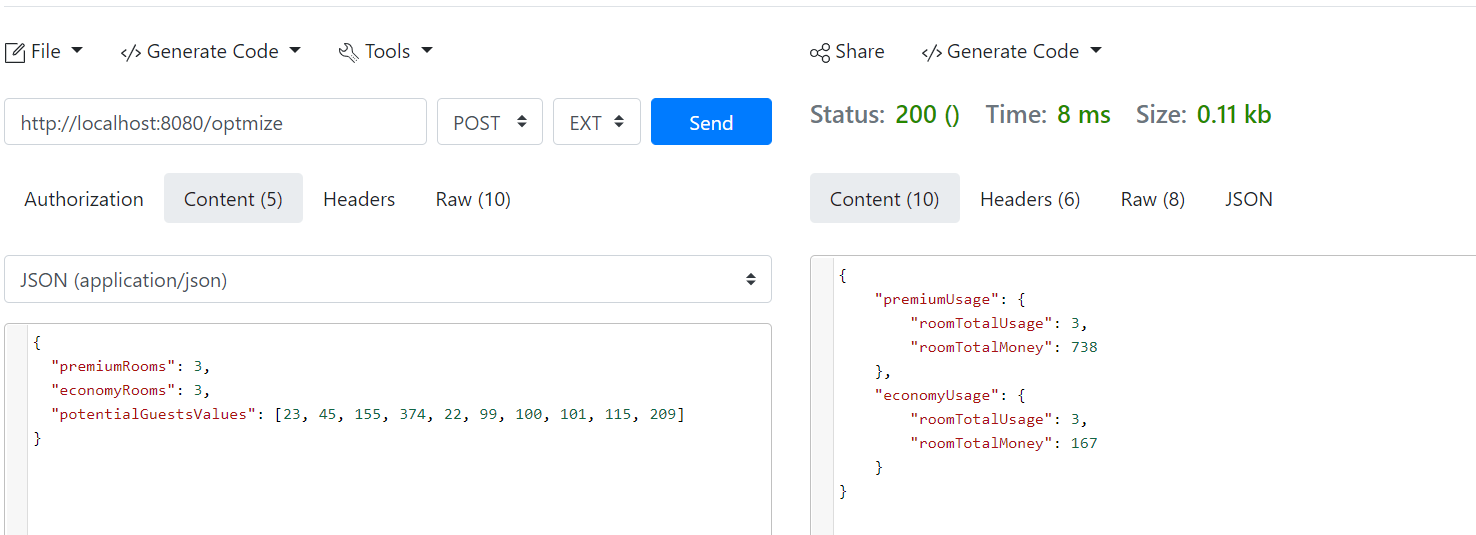 File </> Generate Code Tools
http://localhost:8080/optmize POST EXT Send
Authorization Content (5) Headers Raw (10)
JSON (application/json)
{
  "premiumRooms": 3,
  "economyRooms": 3,
  "potentialGuestsValues": [23, 45, 155, 374, 22, 99, 100, 101, 115, 209]
}
Share </> Generate Code
Status: 200 () Time: 8 ms Size: 0.11 kb
Content (10) Headers (6) Raw (8) JSON
{
    "premiumUsage": {
        "roomTotalUsage": 3,
        "roomTotalMoney": 738
    },
    "economyUsage": {
        "roomTotalUsage": 3,
        "roomTotalMoney": 167
    }
}